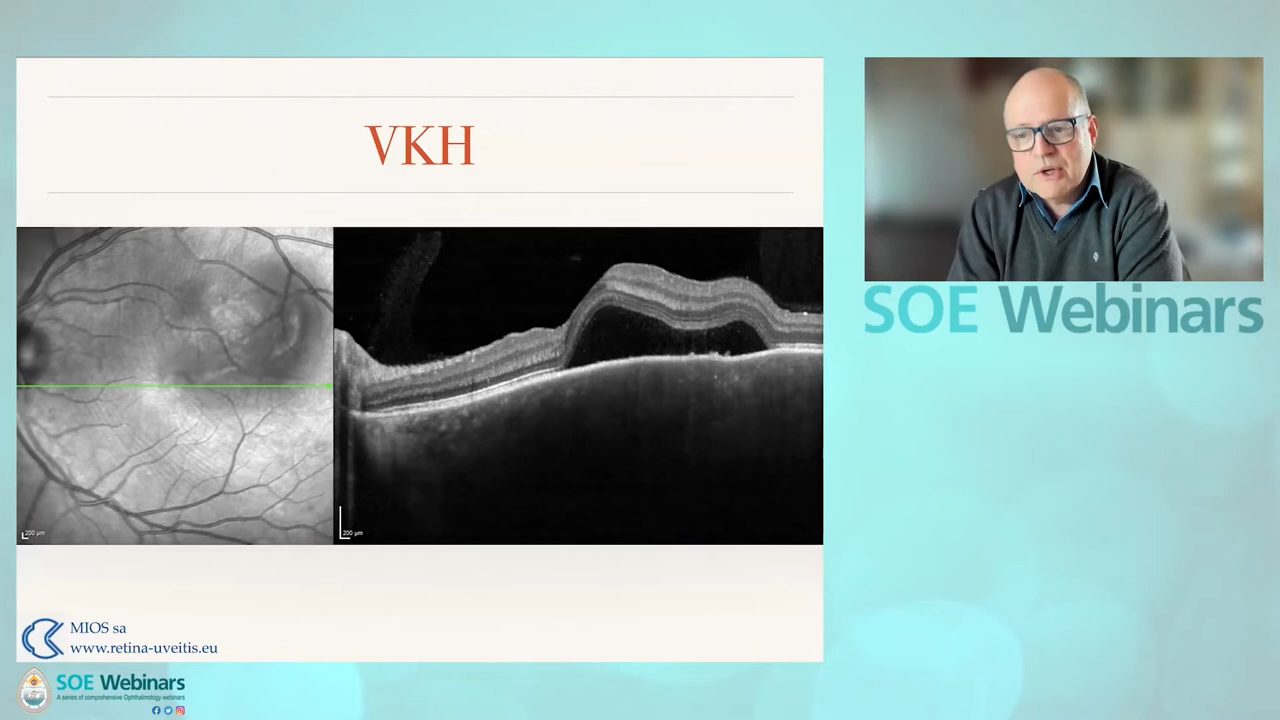 VKH
200 µm
200 µm
MIOS sa
www.retina-uveitis.eu
SOE Webinars
SOE Webinars
A series of comprehensive Ophthalmology webinars